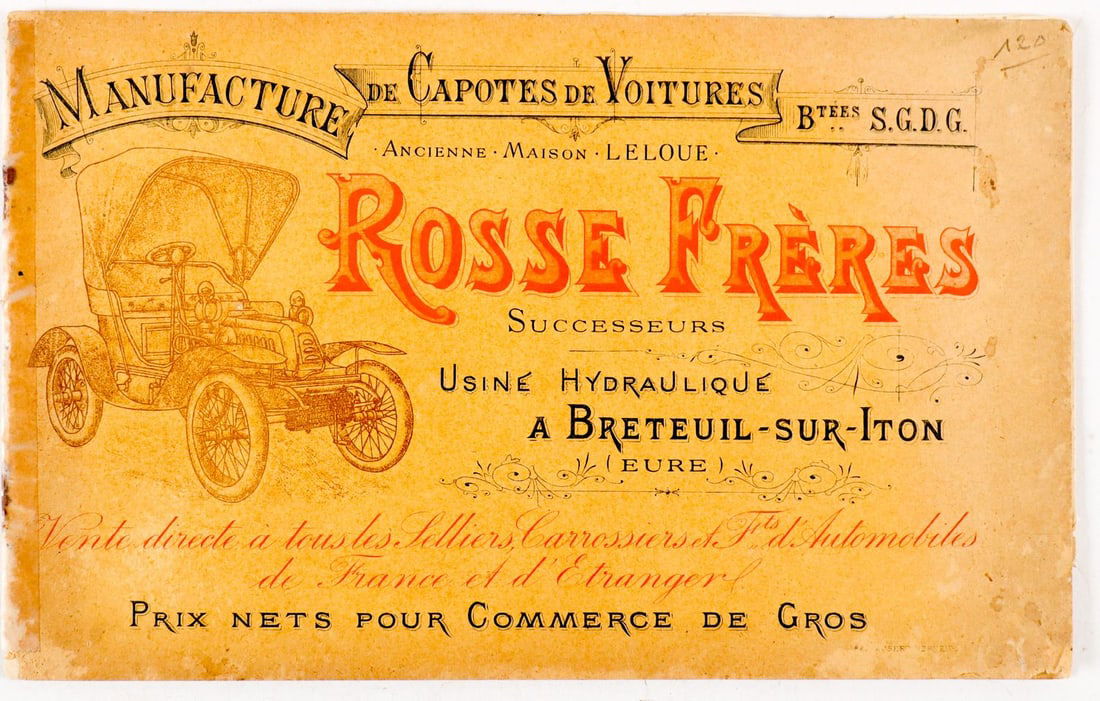 120
MANUFACTURE DE CAPOTES DE VOITURES BTÉES S.G.D.G.
· ANCIENNE · MAISON · LELOUE ·
ROSSE FRÈRES
SUCCESSEURS
USINE HYDRAULIQUE
A BRETEUIL-SUR-ITON
(EURE)
Vente directe à tous les Selliers, Carrossiers et Fts d'Automobiles
de France et d'Etranger
PRIX NETS POUR COMMERCE DE GROS